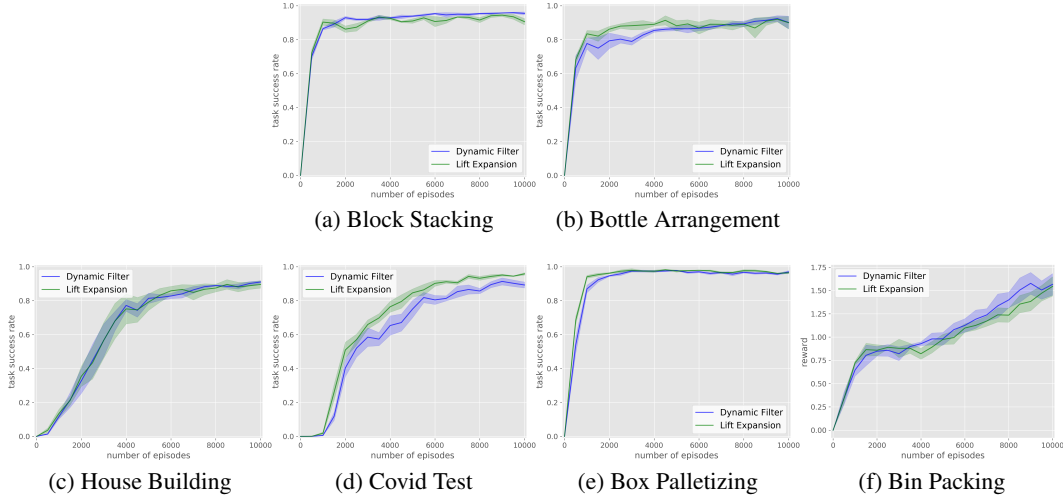 1.0
0.8
0.6
0.4
0.2
0.0
task success rate
Dynamic Filter
Lift Expansion
0 2000 4000 6000 8000 10000
number of episodes
(a) Block Stacking
1.0
0.8
0.6
0.4
0.2
0.0
task success rate
Dynamic Filter
Lift Expansion
0 2000 4000 6000 8000 10000
number of episodes
(b) Bottle Arrangement
1.0
0.8
0.6
0.4
0.2
0.0
task success rate
Dynamic Filter
Lift Expansion
0 2000 4000 6000 8000 10000
number of episodes
(c) House Building
1.0
0.8
0.6
0.4
0.2
0.0
task success rate
Dynamic Filter
Lift Expansion
0 2000 4000 6000 8000 10000
number of episodes
(d) Covid Test
1.0
0.8
0.6
0.4
0.2
0.0
task success rate
Dynamic Filter
Lift Expansion
0 2000 4000 6000 8000 10000
number of episodes
(e) Box Palletizing
1.75
1.50
1.25
1.00
0.75
0.50
0.25
0.00
reward
Dynamic Filter
Lift Expansion
0 2000 4000 6000 8000 10000
number of episodes
(f) Bin Packing